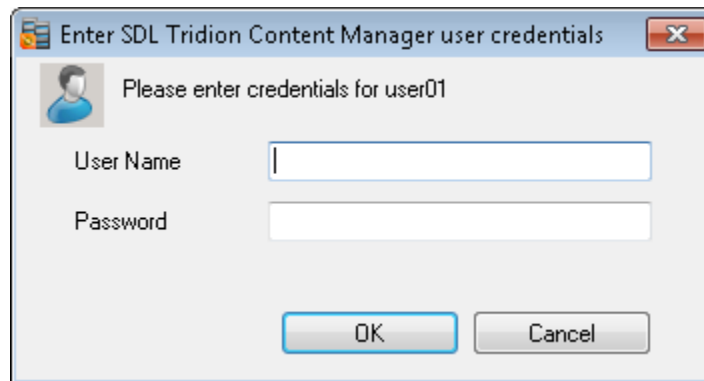 Enter SDL Tridion Content Manager user credentials
Please enter credentials for user01
User Name
Password
OK
Cancel